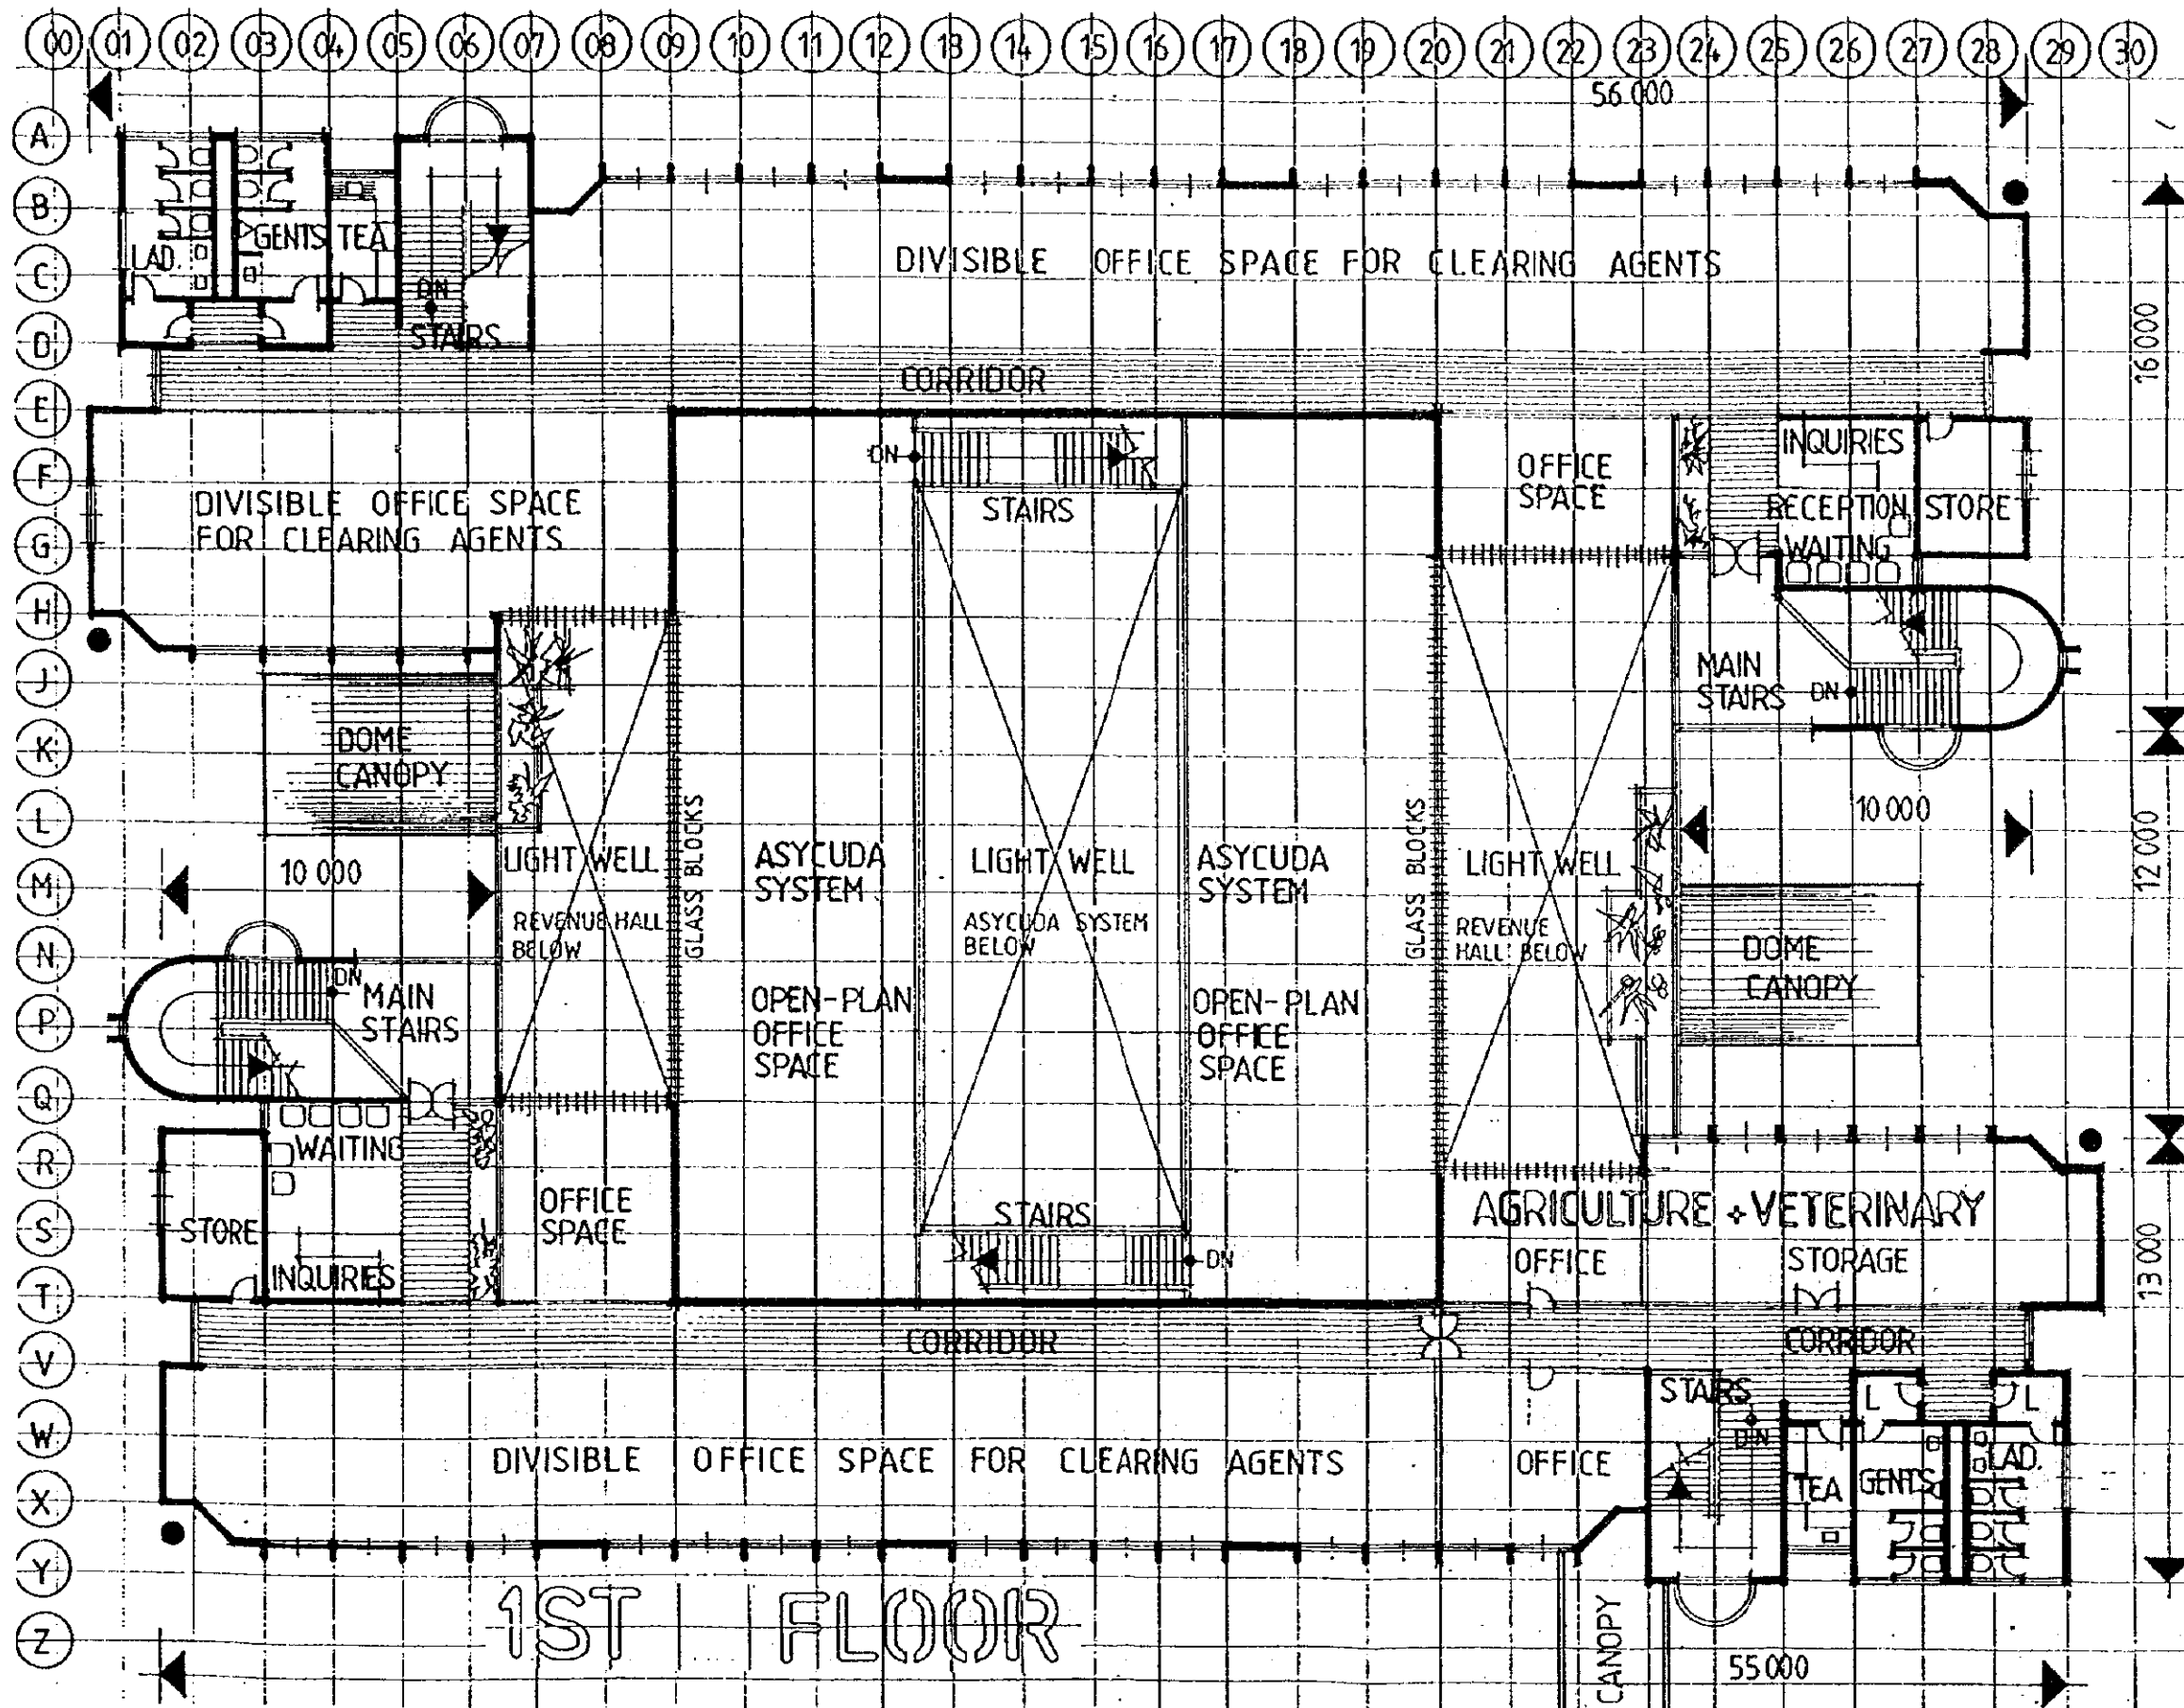 00 01 02 03 04 05 06 07 08 09 10 11 12 13 14 15 16 17 18 19 20 21 22 23 24 25 26 27 28 29 30
56 000
A
B
C
D
E
F
G
H
J
K
L
M
N
P
Q
R
S
T
V
W
X
Y
Z
LAD.
GENTS
TEA
DN
STAIRS
DIVISIBLE OFFICE SPACE FOR CLEARING AGENTS
16 000
CORRIDOR
DIVISIBLE OFFICE SPACE
FOR CLEARING AGENTS
DN
STAIRS
OFFICE
SPACE
INQUIRIES
RECEPTION
WAITING
STORE
MAIN
STAIRS
DN
DOME
CANOPY
10 000
LIGHT WELL
REVENUE HALL
BELOW
GLASS BLOCKS
ASYCUDA
SYSTEM
OPEN-PLAN
OFFICE
SPACE
LIGHT WELL
ASYCUDA SYSTEM
BELOW
ASYCUDA
SYSTEM
OPEN-PLAN
OFFICE
SPACE
GLASS BLOCKS
LIGHT WELL
REVENUE
HALL BELOW
10 000
12 000
DOME
CANOPY
DN
MAIN
STAIRS
WAITING
STORE
INQUIRIES
OFFICE
SPACE
STAIRS
DN
AGRICULTURE + VETERINARY
OFFICE
STORAGE
13 000
CORRIDOR
CORRIDOR
STAIRS
DN
L
L
DIVISIBLE OFFICE SPACE FOR CLEARING AGENTS
OFFICE
TEA
GENTS
LAD.
1ST FLOOR
CANOPY
55 000